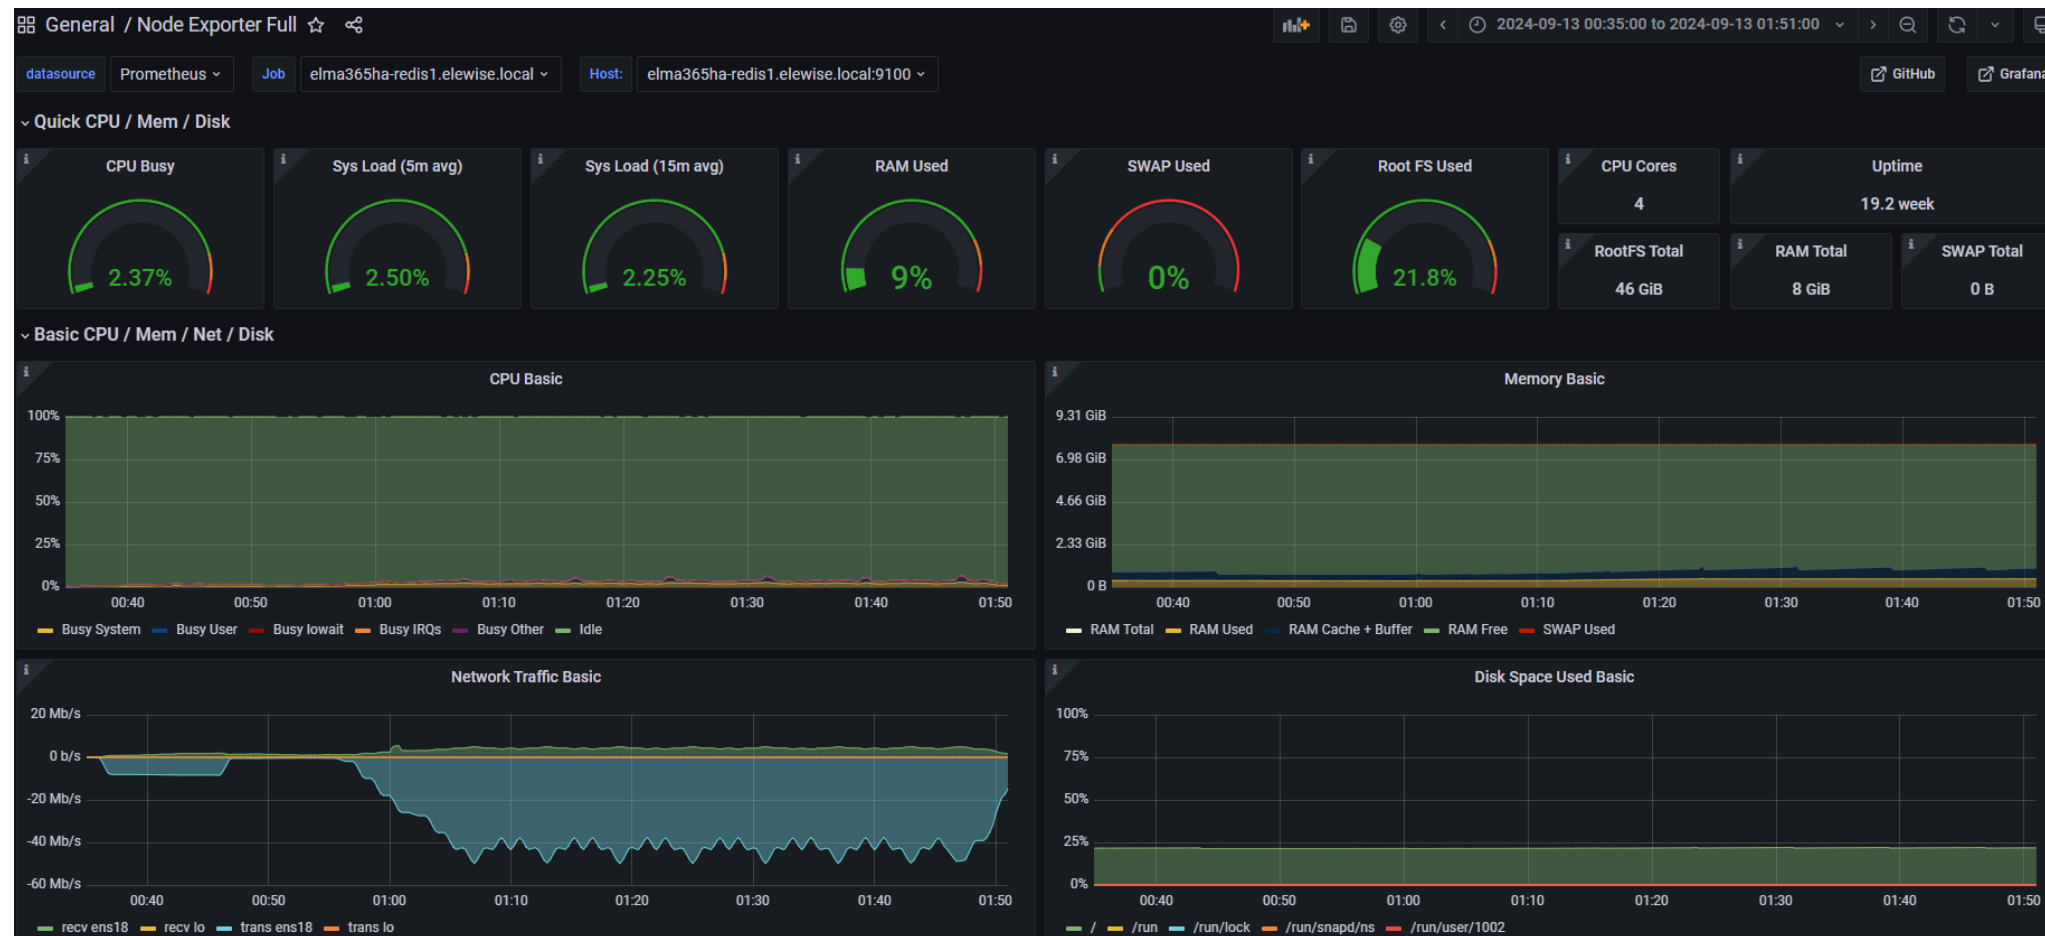 General / Node Exporter Full
2024-09-13 00:35:00 to 2024-09-13 01:51:00
datasource Prometheus Job elma365ha-redis1.elewise.local Host: elma365ha-redis1.elewise.local:9100 GitHub Grafana
Quick CPU / Mem / Disk
CPU Busy
2.37%
Sys Load (5m avg)
2.50%
Sys Load (15m avg)
2.25%
RAM Used
9%
SWAP Used
0%
Root FS Used
21.8%
CPU Cores
4
Uptime
19.2 week
RootFS Total
46 GiB
RAM Total
8 GiB
SWAP Total
0 B
Basic CPU / Mem / Net / Disk
CPU Basic
100%
75%
50%
25%
0%
00:40 00:50 01:00 01:10 01:20 01:30 01:40 01:50
Busy System Busy User Busy Iowait Busy IRQs Busy Other Idle
Memory Basic
9.31 GiB
6.98 GiB
4.66 GiB
2.33 GiB
0 B
00:40 00:50 01:00 01:10 01:20 01:30 01:40 01:50
RAM Total RAM Used RAM Cache + Buffer RAM Free SWAP Used
Network Traffic Basic
20 Mb/s
0 b/s
-20 Mb/s
-40 Mb/s
-60 Mb/s
00:40 00:50 01:00 01:10 01:20 01:30 01:40 01:50
recv ens18 recv lo trans ens18 trans lo
Disk Space Used Basic
100%
75%
50%
25%
0%
00:40 00:50 01:00 01:10 01:20 01:30 01:40 01:50
/ /run /run/lock /run/snapd/ns /run/user/1002